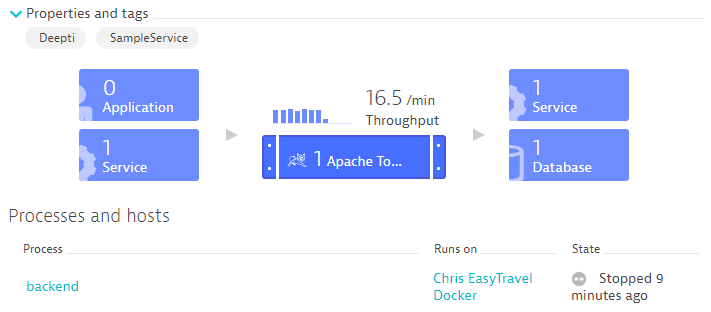 Properties and tags
Deepti
SampleService
0
Application
1
Service
16.5 /min
Throughput
1 Apache To...
1
Service
1
Database
Processes and hosts
Process
Runs on
State
backend
Chris EasyTravel
Docker
Stopped 9
minutes ago